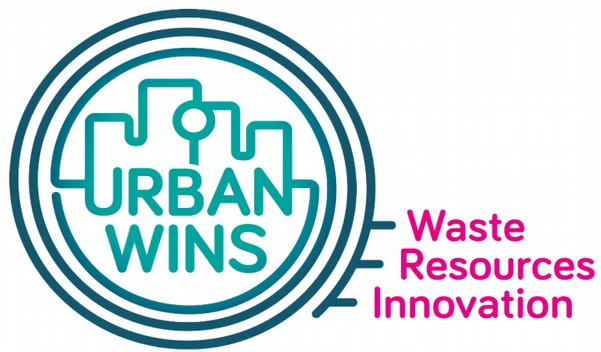 URBAN
WINS
Waste
Resources
Innovation